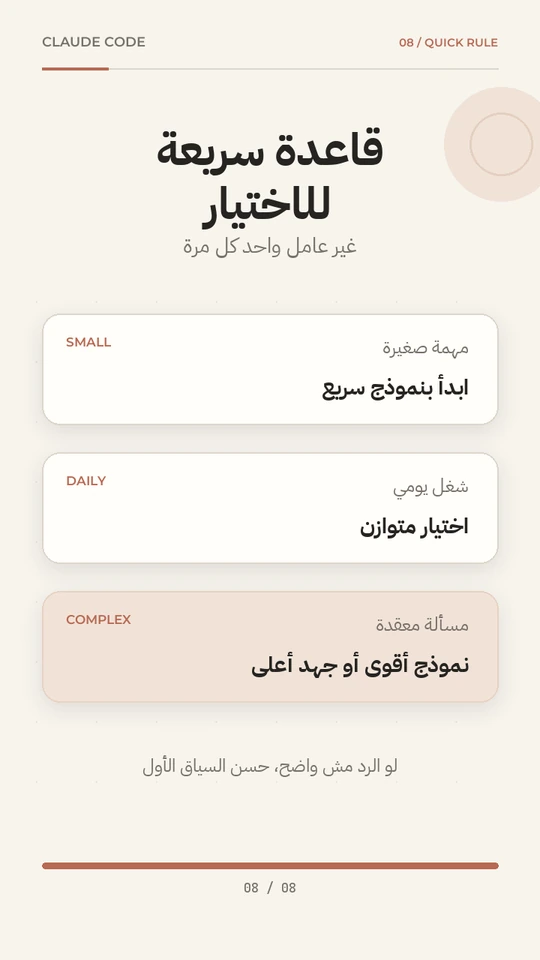 CLAUDE CODE
08 / QUICK RULE
قاعدة سريعة
للاختيار
غير عامل واحد كل مرة
SMALL
مهمة صغيرة
ابدأ بنموذج سريع
DAILY
شغل يومي
اختيار متوازن
COMPLEX
مسألة معقدة
نموذج أقوى أو جهد أعلى
لو الرد مش واضح، حسن السياق الأول
08 / 08